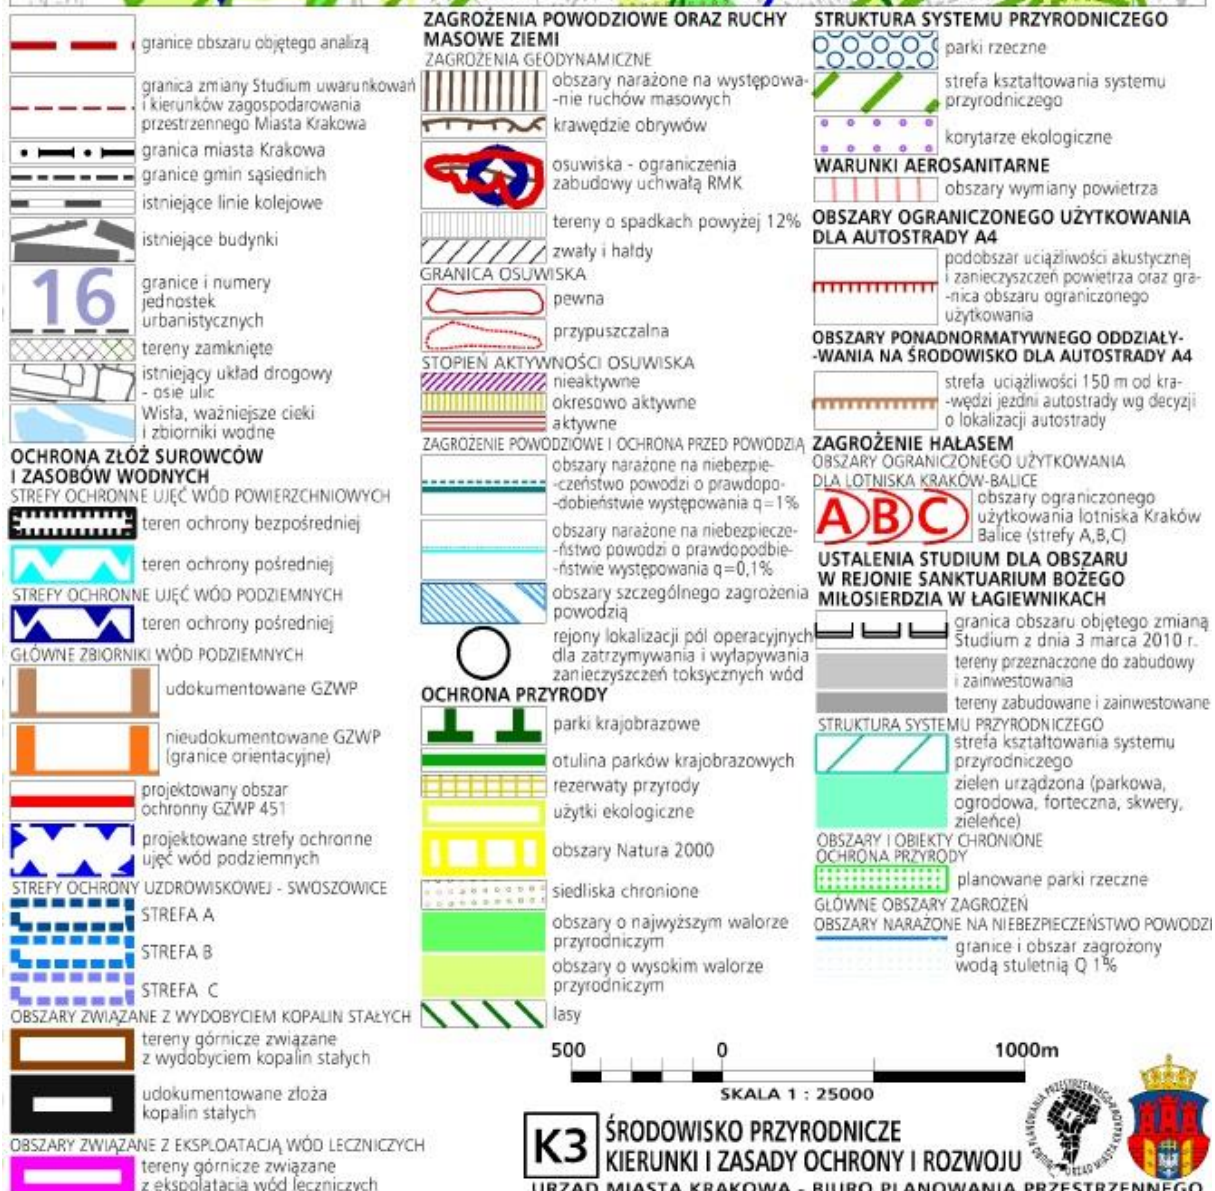 granice obszaru objętego analizą
granica zmiany Studium uwarunkowań
i kierunków zagospodarowania
przestrzennego Miasta Krakowa
granica miasta Krakowa
granice gmin sąsiednich
istniejące linie kolejowe
istniejące budynki
16
granice i numery
jednostek
urbanistycznych
tereny zamknięte
istniejący układ drogowy
- osie ulic
Wisła, ważniejsze cieki
i zbiorniki wodne
OCHRONA ZŁÓŻ SUROWCÓW
I ZASOBÓW WODNYCH
STREFY OCHRONNE UJĘĆ WÓD POWIERZCHNIOWYCH
teren ochrony bezpośredniej
teren ochrony pośredniej
STREFY OCHRONNE UJĘĆ WÓD PODZIEMNYCH
teren ochrony pośredniej
GŁÓWNE ZBIORNIKI WÓD PODZIEMNYCH
udokumentowane GZWP
nieudokumentowane GZWP
(granice orientacyjne)
projektowany obszar
ochronny GZWP 451
projektowane strefy ochronne
ujęć wód podziemnych
STREFY OCHRONY UZDROWISKOWEJ - SWOSZOWICE
STREFA A
STREFA B
STREFA C
OBSZARY ZWIĄZANE Z WYDOBYCIEM KOPALIN STAŁYCH
tereny górnicze związane
z wydobyciem kopalin stałych
udokumentowane złoża
kopalin stałych
OBSZARY ZWIĄZANE Z EKSPLOATACJĄ WÓD LECZNICZYCH
tereny górnicze związane
z ekspolatacją wód leczniczych
ZAGROŻENIA POWODZIOWE ORAZ RUCHY
MASOWE ZIEMI
ZAGROŻENIA GEODYNAMICZNE
obszary narażone na występowa-
-nie ruchów masowych
krawędzie obrywów
osuwiska - ograniczenia
zabudowy uchwałą RMK
tereny o spadkach powyżej 12%
zwały i hałdy
GRANICA OSUWISKA
pewna
przypuszczalna
STOPIEŃ AKTYWNOŚCI OSUWISKA
nieaktywne
okresowo aktywne
aktywne
ZAGROŻENIE POWODZIOWE I OCHRONA PRZED POWODZIĄ
obszary narażone na niebezpie-
-czeństwo powodzi o prawdopo-
-dobieństwie występowania q=1%
obszary narażone na niebezpiecze-
-ństwo powodzi o prawdopodbie-
-ństwie występowania q=0,1%
obszary szczególnego zagrożenia
powodzią
rejony lokalizacji pól operacyjnych
dla zatrzymywania i wyłapywania
zanieczyszczeń toksycznych wód
OCHRONA PRZYRODY
parki krajobrazowe
otulina parków krajobrazowych
rezerwaty przyrody
użytki ekologiczne
obszary Natura 2000
siedliska chronione
obszary o najwyższym walorze
przyrodniczym
obszary o wysokim walorze
przyrodniczym
lasy
STRUKTURA SYSTEMU PRZYRODNICZEGO
parki rzeczne
strefa kształtowania systemu
przyrodniczego
korytarze ekologiczne
WARUNKI AEROSANITARNE
obszary wymiany powietrza
OBSZARY OGRANICZONEGO UŻYTKOWANIA
DLA AUTOSTRADY A4
podobszar uciążliwości akustycznej
i zanieczyszczeń powietrza oraz gra-
-nica obszaru ograniczonego
użytkowania
OBSZARY PONADNORMATYWNEGO ODDZIAŁY-
-WANIA NA ŚRODOWISKO DLA AUTOSTRADY A4
strefa uciążliwości 150 m od kra-
-wędzi jezdni autostrady wg decyzji
o lokalizacji autostrady
ZAGROŻENIE HAŁASEM
OBSZARY OGRANICZONEGO UŻYTKOWANIA
DLA LOTNISKA KRAKÓW-BALICE
ABC
obszary ograniczonego
użytkowania lotniska Kraków
Balice (strefy A,B,C)
USTALENIA STUDIUM DLA OBSZARU
W REJONIE SANKTUARIUM BOŻEGO
MIŁOSIERDZIA W ŁAGIEWNIKACH
granica obszaru objętego zmianą
Studium z dnia 3 marca 2010 r.
tereny przeznaczone do zabudowy
i zainwestowania
tereny zabudowane i zainwestowane
STRUKTURA SYSTEMU PRZYRODNICZEGO
strefa kształtowania systemu
przyrodniczego
zieleń urządzona (parkowa,
ogrodowa, forteczna, skwery,
zieleńce)
OBSZARY I OBIEKTY CHRONIONE
OCHRONA PRZYRODY
planowane parki rzeczne
GŁÓWNE OBSZARY ZAGROŻEŃ
OBSZARY NARAŻONE NA NIEBEZPIECZEŃSTWO POWODZI
granice i obszar zagrożony
wodą stuletnią Q 1%
500 0 1000m
SKALA 1 : 25000
K3
ŚRODOWISKO PRZYRODNICZE
KIERUNKI I ZASADY OCHRONY I ROZWOJU
URZĄD MIASTA KRAKOWA - BIURO PLANOWANIA PRZESTRZENNEGO